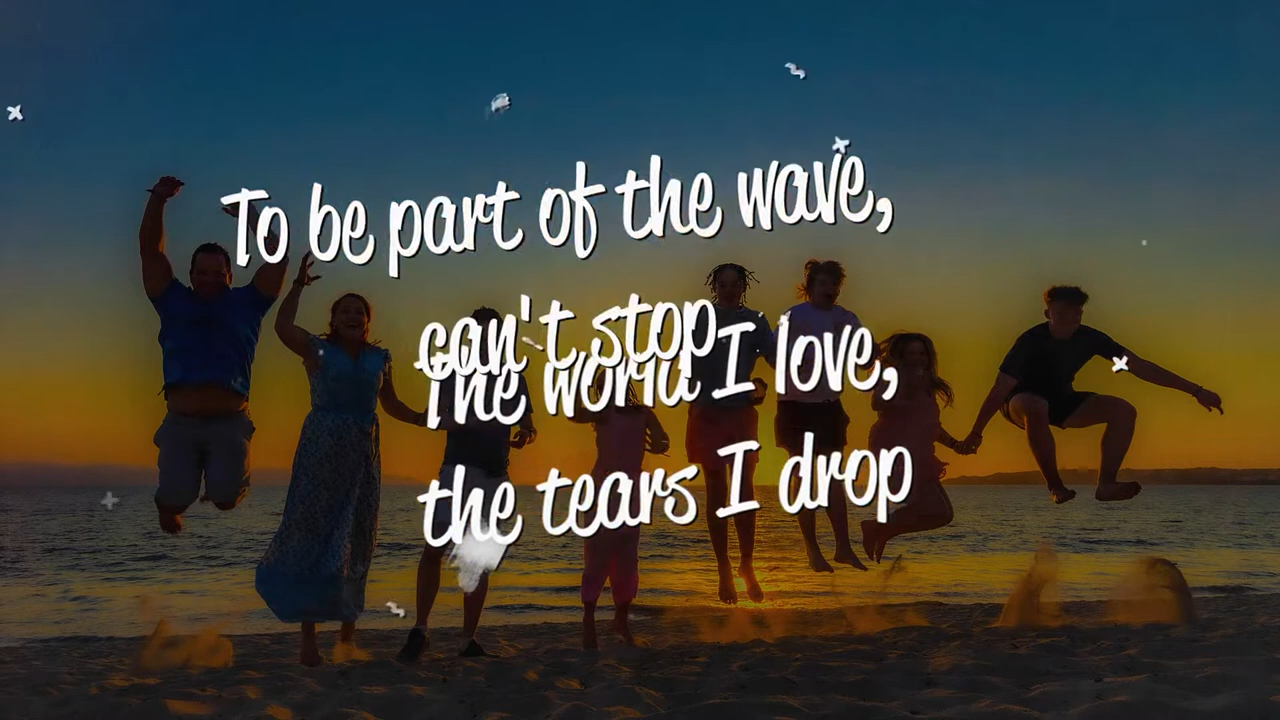 To be part of the wave,
can't stop
The world I love,
the tears I drop